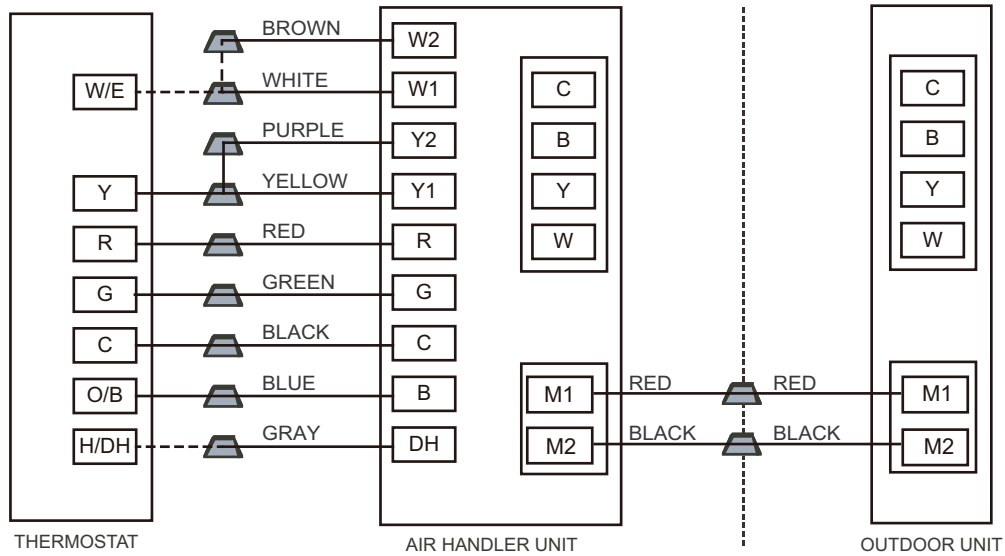 BROWN
W2
W/E
WHITE
W1
C
C
PURPLE
Y2
B
B
Y
YELLOW
Y1
Y
Y
R
RED
R
W
W
G
GREEN
G
C
BLACK
C
O/B
BLUE
B
M1
RED
RED
M1
H/DH
GRAY
DH
M2
BLACK
BLACK
M2
THERMOSTAT
AIR HANDLER UNIT
OUTDOOR UNIT